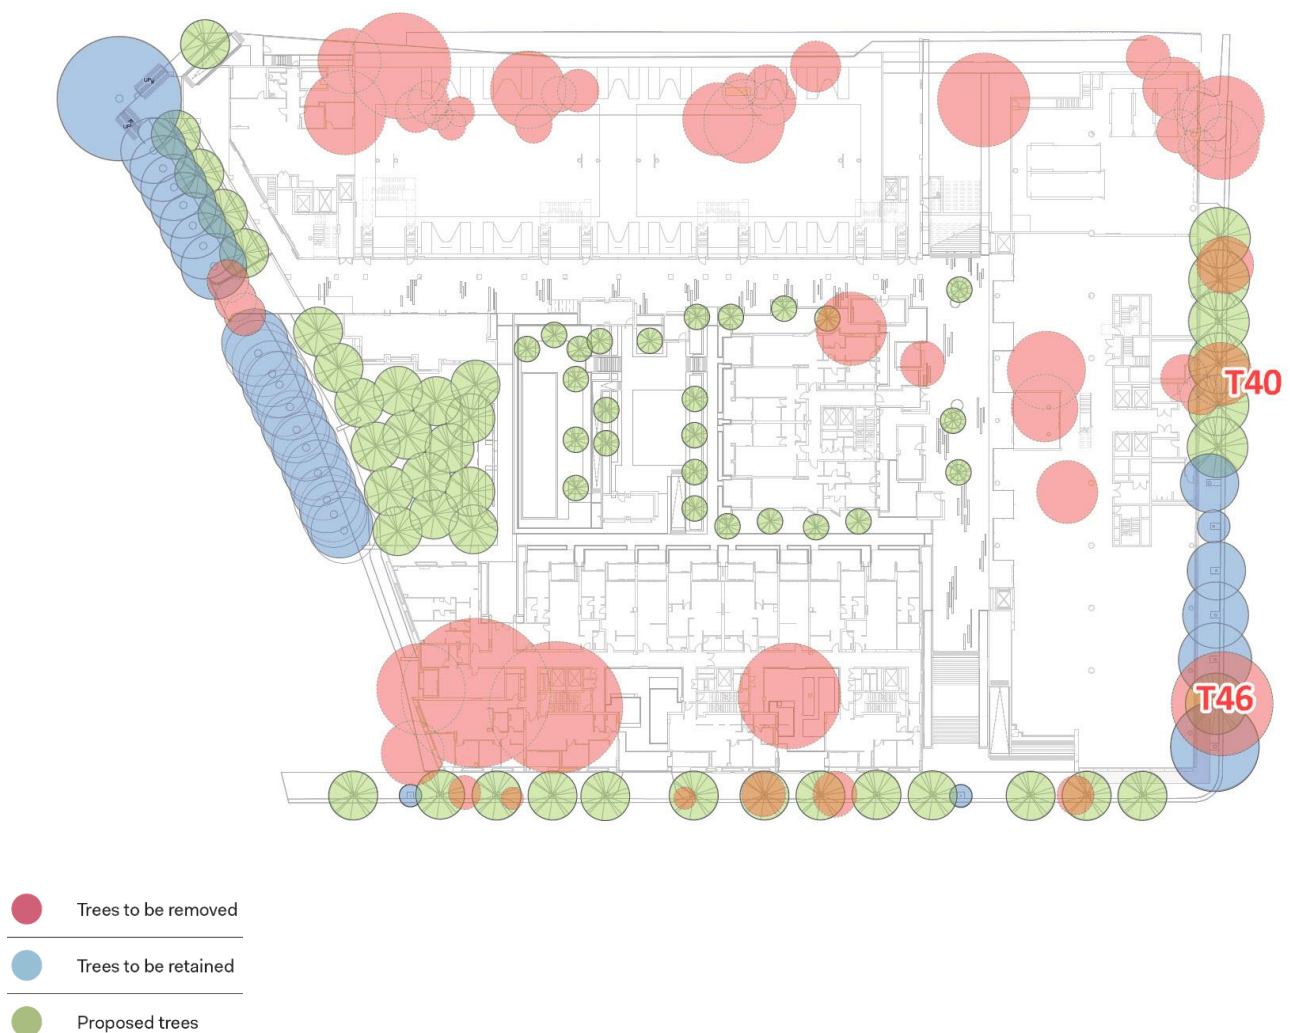 T40
T46
Trees to be removed
Trees to be retained
Proposed trees